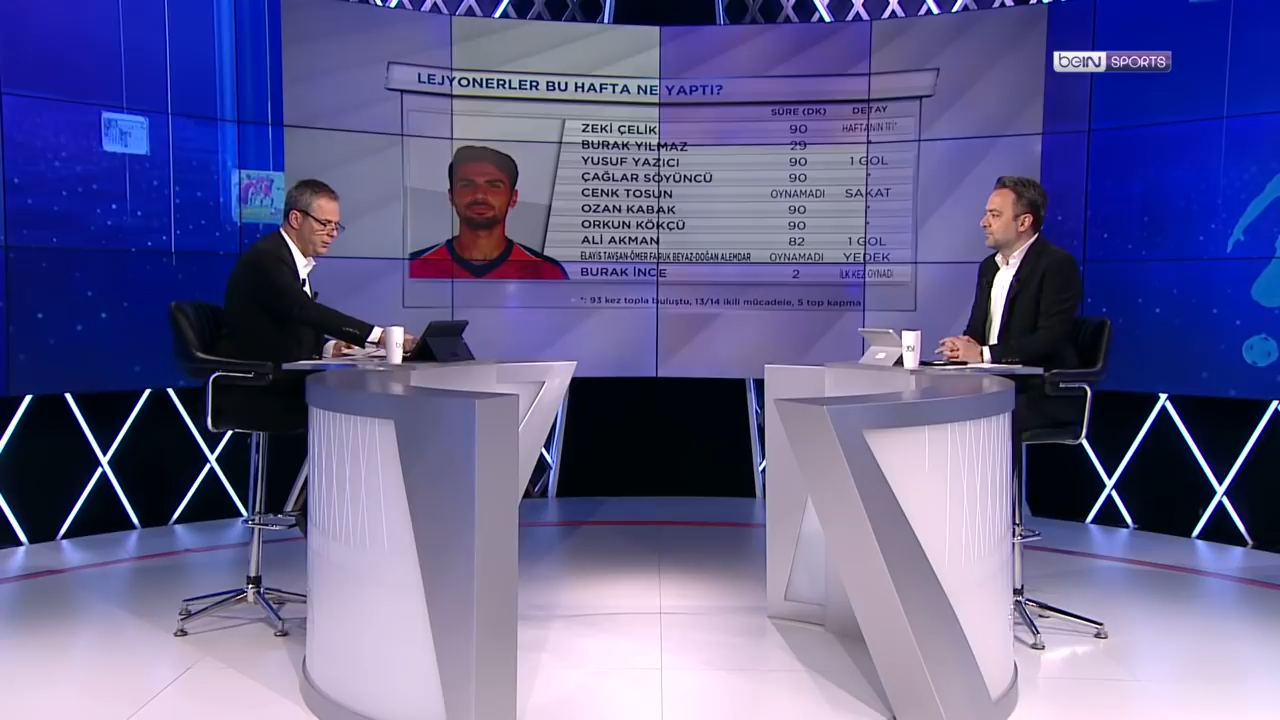 beIN SPORTS
LEJYONERLER BU HAFTA NE YAPTI?
SÜRE (DK) DETAY
ZEKİ ÇELİK 90 HAFTANIN 11'İ*
BURAK YILMAZ 29 *
YUSUF YAZICI 90 1 GOL
ÇAĞLAR SÖYÜNCÜ 90 *
CENK TOSUN OYNAMADI SAKAT
OZAN KABAK 90 *
ORKUN KÖKÇÜ 90 *
ALİ AKMAN 82 1 GOL
ELAYİS TAVŞAN-ÖMER FARUK BEYAZ-DOĞAN ALEMDAR OYNAMADI YEDEK
BURAK İNCE 2 İLK KEZ OYNADI
*: 93 kez topla buluştu, 13/14 ikili mücadele, 5 top kapma